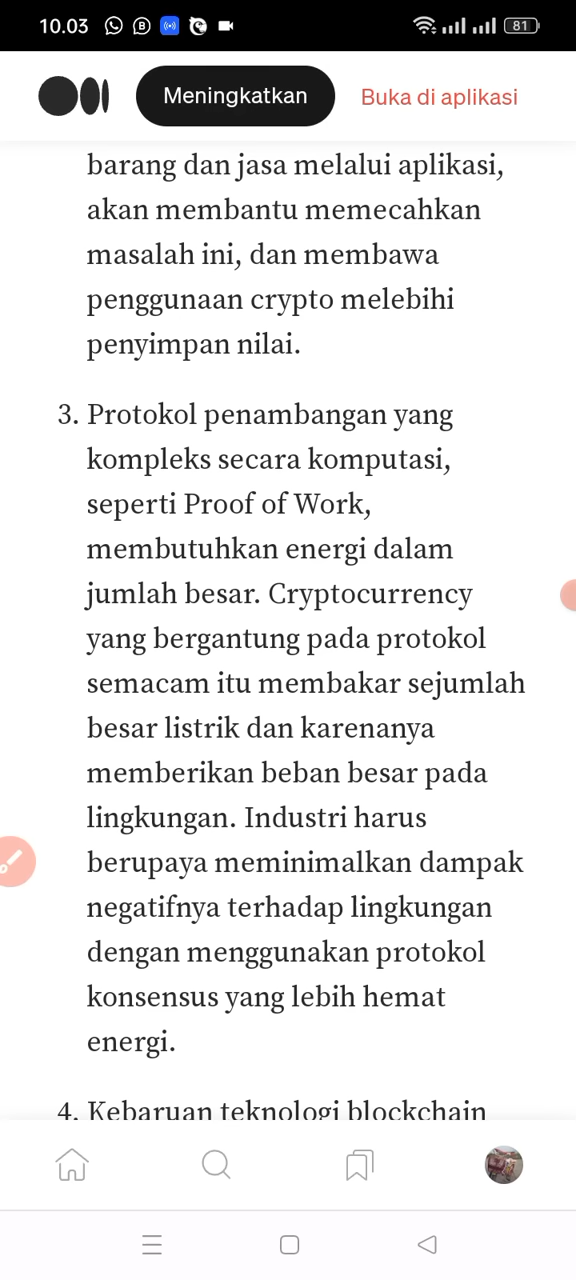 10.03
81
Meningkatkan
Buka di aplikasi
barang dan jasa melalui aplikasi,
akan membantu memecahkan
masalah ini, dan membawa
penggunaan crypto melebihi
penyimpan nilai.
3. Protokol penambangan yang
kompleks secara komputasi,
seperti Proof of Work,
membutuhkan energi dalam
jumlah besar. Cryptocurrency
yang bergantung pada protokol
semacam itu membakar sejumlah
besar listrik dan karenanya
memberikan beban besar pada
lingkungan. Industri harus
berupaya meminimalkan dampak
negatifnya terhadap lingkungan
dengan menggunakan protokol
konsensus yang lebih hemat
energi.
4. Kebaruan teknologi blockchain